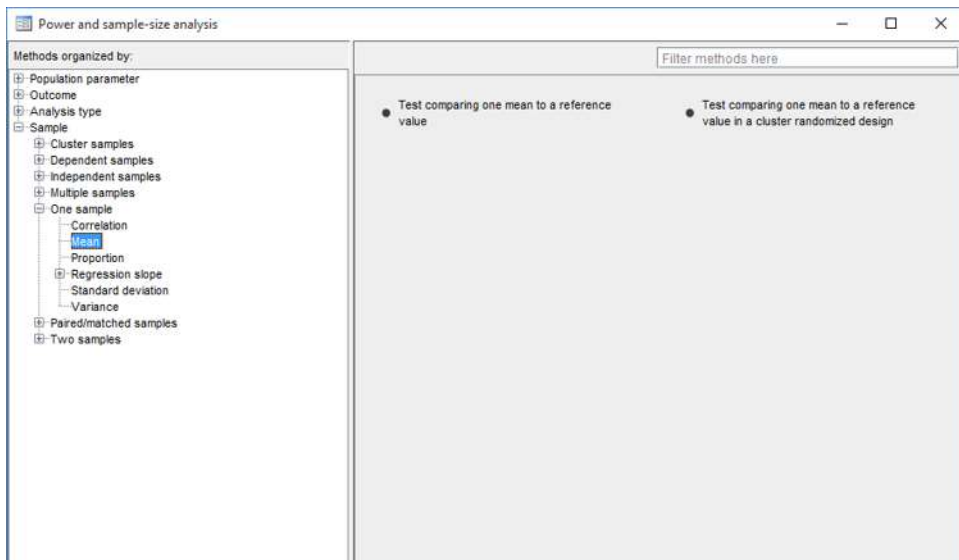 Power and sample-size analysis
Methods organized by:
Filter methods here
Population parameter
Outcome
Analysis type
Sample
Cluster samples
Dependent samples
Independent samples
Multiple samples
One sample
Correlation
Mean
Proportion
Regression slope
Standard deviation
Variance
Paired/matched samples
Two samples
Test comparing one mean to a reference
value
Test comparing one mean to a reference
value in a cluster randomized design